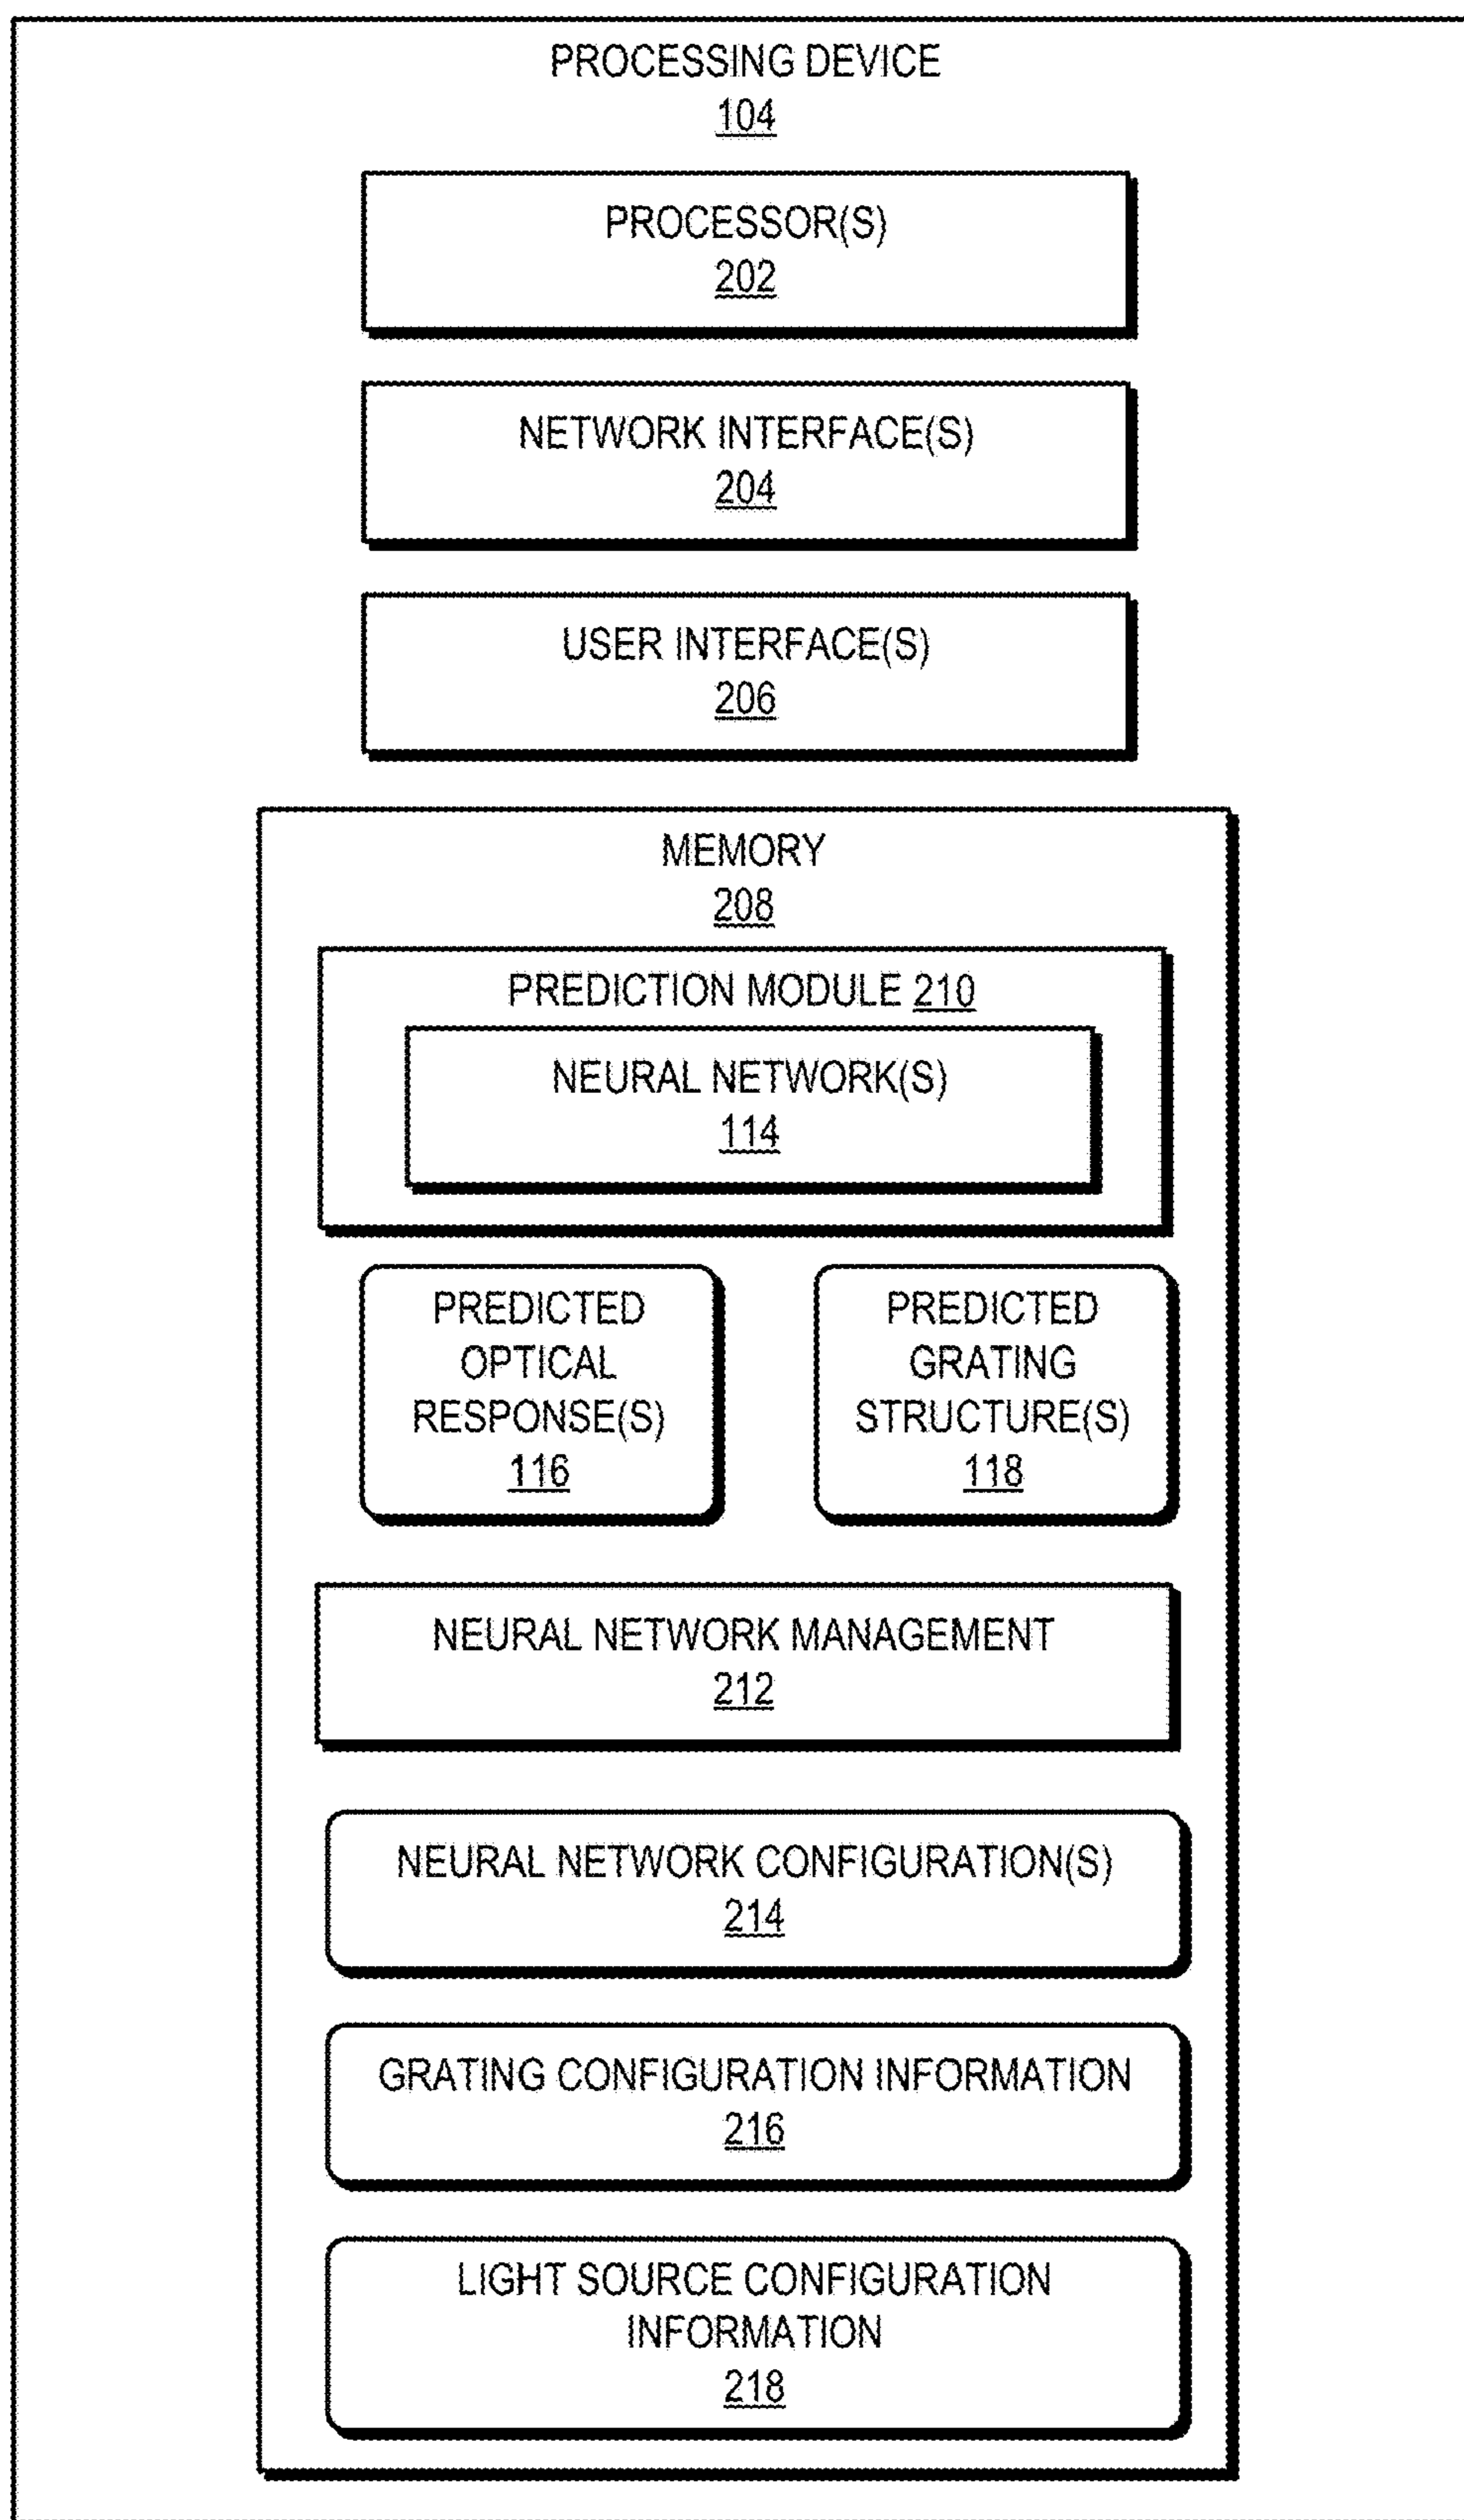 PROCESSING DEVICE
104
PROCESSOR(S)
202
NETWORK INTERFACE(S)
204
USER INTERFACE(S)
206
MEMORY
208
PREDICTION MODULE 210
NEURAL NETWORK(S)
114
PREDICTED
OPTICAL
RESPONSE(S)
116
PREDICTED
GRATING
STRUCTURE(S)
118
NEURAL NETWORK MANAGEMENT
212
NEURAL NETWORK CONFIGURATION(S)
214
GRATING CONFIGURATION INFORMATION
216
LIGHT SOURCE CONFIGURATION
INFORMATION
218